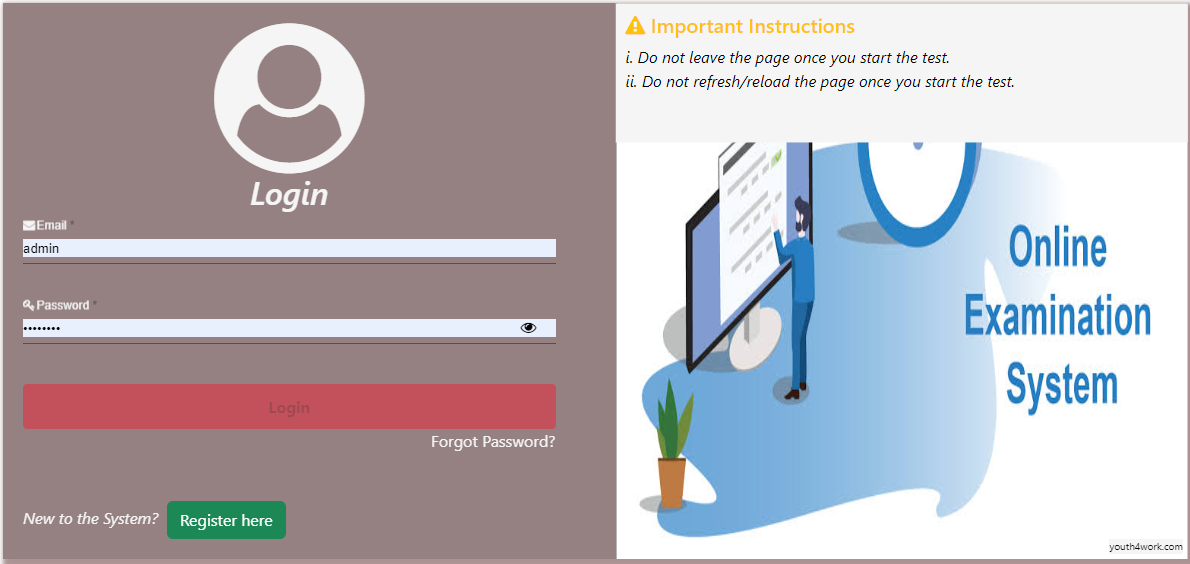 Login
Email *
admin
Password *
••••••••
Login
Forgot Password?
New to the System? Register here
Important Instructions
i. Do not leave the page once you start the test.
ii. Do not refresh/reload the page once you start the test.
Online
Examination
System
youth4work.com